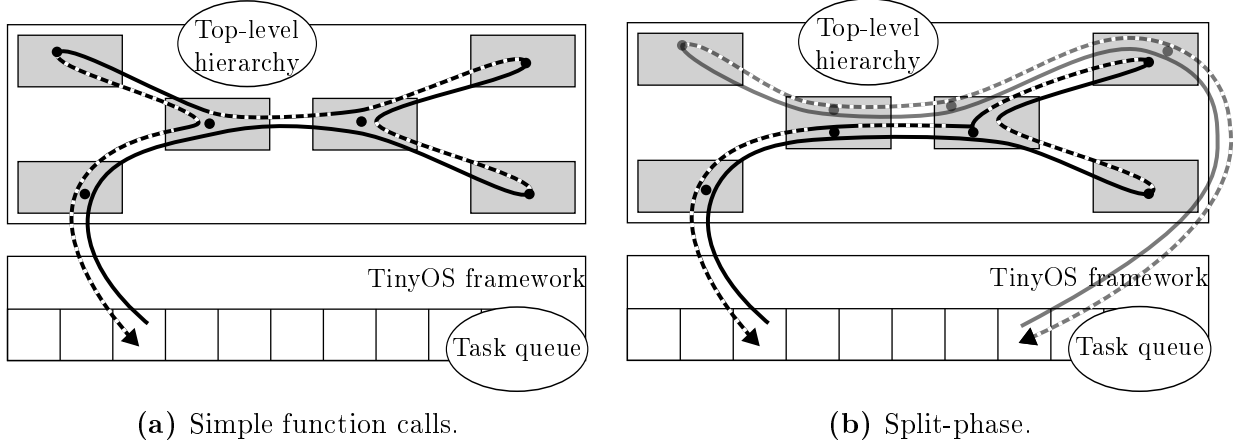 Top-level
hierarchy
TinyOS framework
Task queue
(a) Simple function calls.
Top-level
hierarchy
TinyOS framework
Task queue
(b) Split-phase.